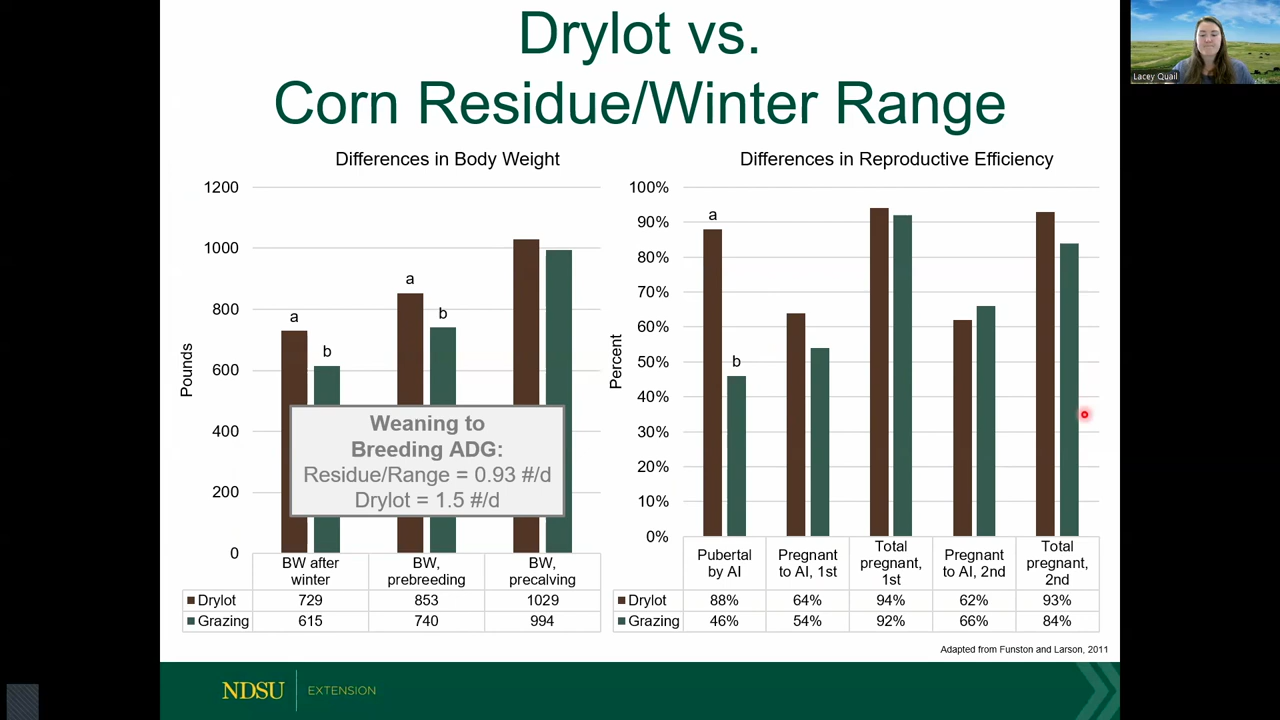 Drylot vs.
Corn Residue/Winter Range
Lacey Quail
Differences in Body Weight
1200
1000
800
600
400
200
0
Pounds
a
b
a
b
Weaning to
Breeding ADG:
Residue/Range = 0.93 #/d
Drylot = 1.5 #/d
BW after winter BW, prebreeding BW, precalving
Drylot 729 853 1029
Grazing 615 740 994
Differences in Reproductive Efficiency
100%
90%
80%
70%
60%
50%
40%
30%
20%
10%
0%
Percent
a
b
Pubertal by AI Pregnant to AI, 1st Total pregnant, 1st Pregnant to AI, 2nd Total pregnant, 2nd
Drylot 88% 64% 94% 62% 93%
Grazing 46% 54% 92% 66% 84%
Adapted from Funston and Larson, 2011
NDSU EXTENSION